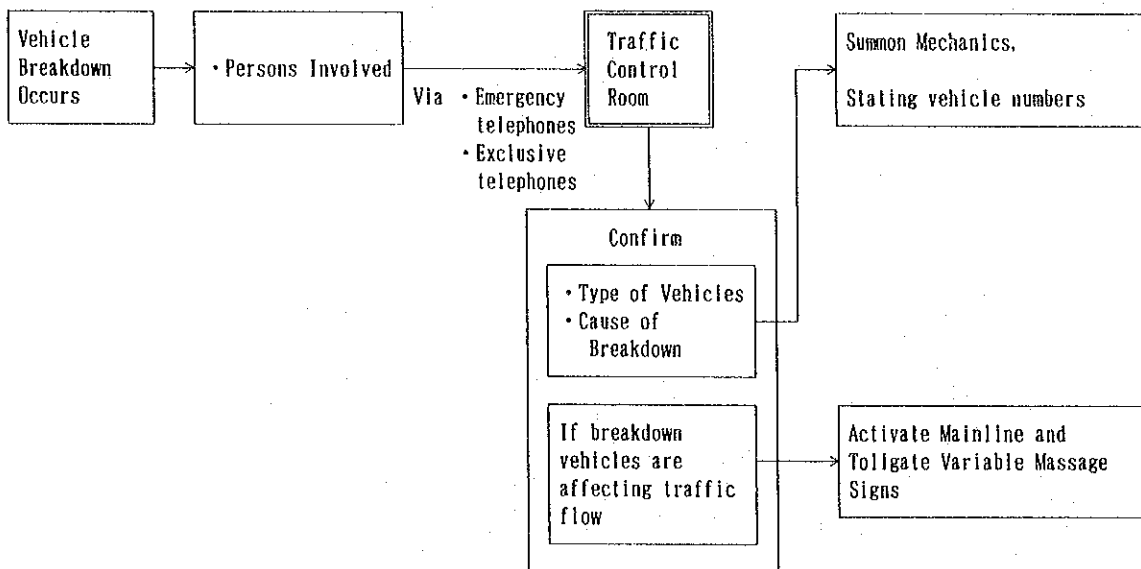 Vehicle
Breakdown
Occurs
・Persons Involved
Via ・Emergency
telephones
・Exclusive
telephones
Traffic
Control
Room
Summon Mechanics,
Stating vehicle numbers
Confirm
・Type of Vehicles
・Cause of
Breakdown
If breakdown
vehicles are
affecting traffic
flow
Activate Mainline and
Tollgate Variable Massage
Signs